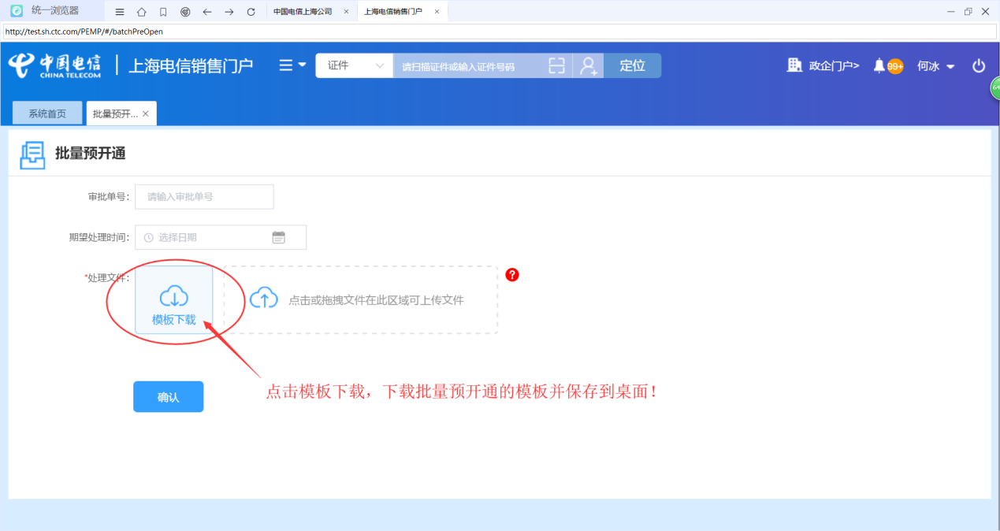 统一浏览器
中国电信上海公司 ×
上海电信销售门户 ×
http://test.sh.ctc.com/PEMP/#/batchPreOpen
中国电信
CHINA TELECOM
上海电信销售门户
证件
请扫描证件或输入证件号码
定位
政企门户>
99+
何冰
64
系统首页
批量预开... ×
批量预开通
审批单号:
请输入审批单号
期望处理时间:
选择日期
*处理文件:
模板下载
点击或拖拽文件在此区域可上传文件
?
点击模板下载，下载批量预开通的模板并保存到桌面！
确认